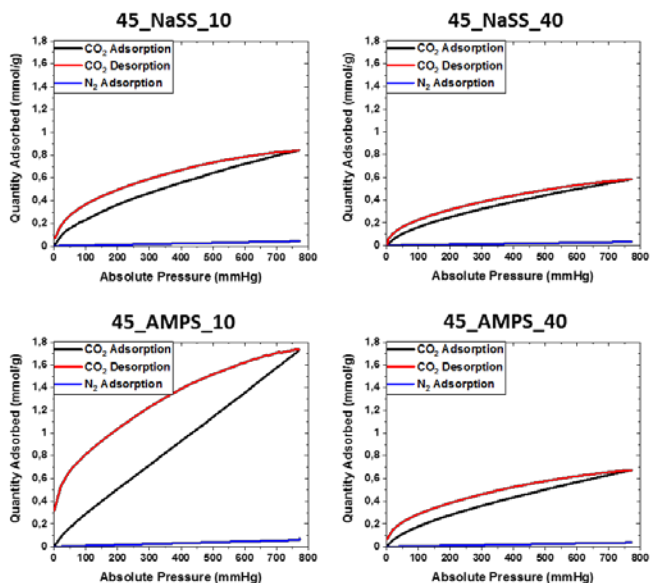 45_NaSS_10
CO2 Adsorption
CO2 Desorption
N2 Adsorption
Quantity Adsorbed (mmol/g)
1,8
1,6
1,4
1,2
1
0,8
0,6
0,4
0,2
0
0 100 200 300 400 500 600 700 800
Absolute Pressure (mmHg)
45_NaSS_40
CO2 Adsorption
CO2 Desorption
N2 Adsorption
Quantity Adsorbed (mmol/g)
1,8
1,6
1,4
1,2
1
0,8
0,6
0,4
0,2
0
0 100 200 300 400 500 600 700 800
Absolute Pressure (mmHg)
45_AMPS_10
CO2 Adsorption
CO2 Desorption
N2 Adsorption
Quantity Adsorbed (mmol/g)
1,8
1,6
1,4
1,2
1
0,8
0,6
0,4
0,2
0
0 100 200 300 400 500 600 700 800
Absolute Pressure (mmHg)
45_AMPS_40
CO2 Adsorption
CO2 Desorption
N2 Adsorption
Quantity Adsorbed (mmol/g)
1,8
1,6
1,4
1,2
1
0,8
0,6
0,4
0,2
0
0 100 200 300 400 500 600 700 800
Absolute Pressure (mmHg)